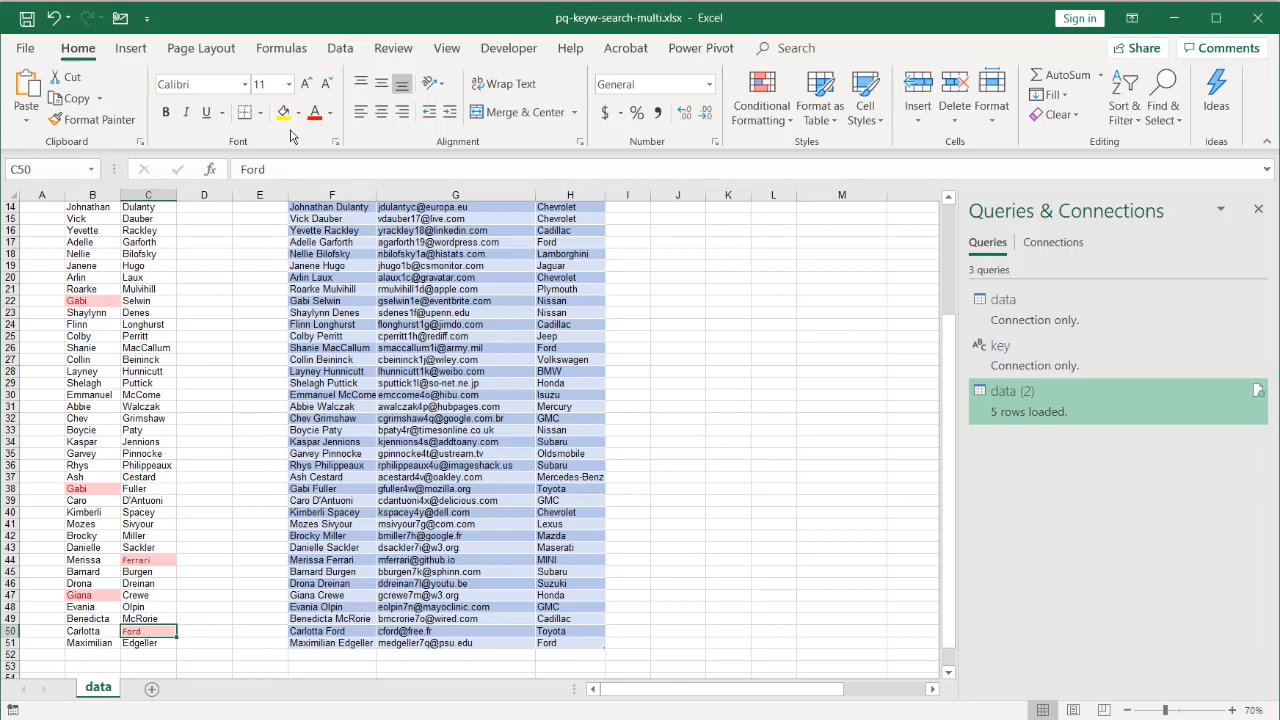 pq-keyw-search-multi.xlsx - Excel
Sign in
File Home Insert Page Layout Formulas Data Review View Developer Help Acrobat Power Pivot Search Share Comments
Paste Cut Copy Format Painter Calibri 11 B I U A Wrap Text Merge & Center General $ % Conditional Formatting Format as Table Cell Styles Insert Delete Format AutoSum Fill Clear Sort & Filter Find & Select Ideas
Clipboard Font Alignment Number Styles Cells Editing Ideas
C50 fx Ford
A B C D E F G H I J K L M
14 Johnathan Dulanty Johnathan Dulanty jdulantyc@europa.eu Chevrolet
15 Vick Dauber Vick Dauber vdauber17@live.com Chevrolet
16 Yevette Rackley Yevette Rackley yrackley18@linkedin.com Cadillac
17 Adelle Garforth Adelle Garforth agarforth19@wordpress.com Ford
18 Nellie Bilofsky Nellie Bilofsky nbilofsky1a@histats.com Lamborghini
19 Janene Hugo Janene Hugo jhugo1b@csmonitor.com Jaguar
20 Arlin Laux Arlin Laux alaux1c@gravatar.com Chevrolet
21 Roarke Mulvihill Roarke Mulvihill rmulvihill1d@apple.com Plymouth
22 Gabi Selwin Gabi Selwin gselwin1e@eventbrite.com Nissan
23 Shaylynn Denes Shaylynn Denes sdenes1f@upenn.edu Nissan
24 Flinn Longhurst Flinn Longhurst flonghurst1g@jimdo.com Cadillac
25 Colby Perritt Colby Perritt cperritt1h@rediff.com Jeep
26 Shanie MacCallum Shanie MacCallum smaccallum1i@army.mil Ford
27 Collin Beininck Collin Beininck cbeininck1j@wiley.com Volkswagen
28 Layney Hunnicutt Layney Hunnicutt lhunnicutt1k@weibo.com BMW
29 Shelagh Puttick Shelagh Puttick sputtick1l@so-net.ne.jp Honda
30 Emmanuel McCome Emmanuel McCome emccome4o@hibu.com Isuzu
31 Abbie Walczak Abbie Walczak awalczak4p@hubpages.com Mercury
32 Chev Grimshaw Chev Grimshaw cgrimshaw4q@google.com.br GMC
33 Boycie Paty Boycie Paty bpaty4r@timesonline.co.uk Nissan
34 Kaspar Jennions Kaspar Jennions kjennions4s@addtoany.com Subaru
35 Garvey Pinnocke Garvey Pinnocke gpinnocke4t@ustream.tv Oldsmobile
36 Rhys Philippeaux Rhys Philippeaux rphilippeaux4u@imageshack.us Subaru
37 Ash Cestard Ash Cestard acestard4v@oakley.com Mercedes-Benz
38 Gabi Fuller Gabi Fuller gfuller4w@mozilla.org Toyota
39 Caro D'Antuoni Caro D'Antuoni cdantuoni4x@delicious.com GMC
40 Kimberli Spacey Kimberli Spacey kspacey4y@dell.com Chevrolet
41 Mozes Sivyour Mozes Sivyour msivyour7g@com.com Lexus
42 Brocky Miller Brocky Miller bmiller7h@google.fr Mazda
43 Danielle Sackler Danielle Sackler dsackler7i@w3.org Maserati
44 Merissa Ferrari Merissa Ferrari mferrari@github.io MINI
45 Barnard Burgen Barnard Burgen bburgen7k@sphinn.com Subaru
46 Drona Dreinan Drona Dreinan ddreinan7l@youtu.be Suzuki
47 Giana Crewe Giana Crewe gcrewe7m@w3.org Honda
48 Evania Olpin Evania Olpin eolpin7n@mayoclinic.com GMC
49 Benedicta McRorie Benedicta McRorie bmcrorie7o@wired.com Cadillac
50 Carlotta Ford Carlotta Ford cford@free.fr Toyota
51 Maximilian Edgeller Maximilian Edgeller medgeller7q@psu.edu Ford
52
53
54
Queries & Connections
Queries Connections
3 queries
data
Connection only.
ABC key
Connection only.
data (2)
5 rows loaded.
data
70%